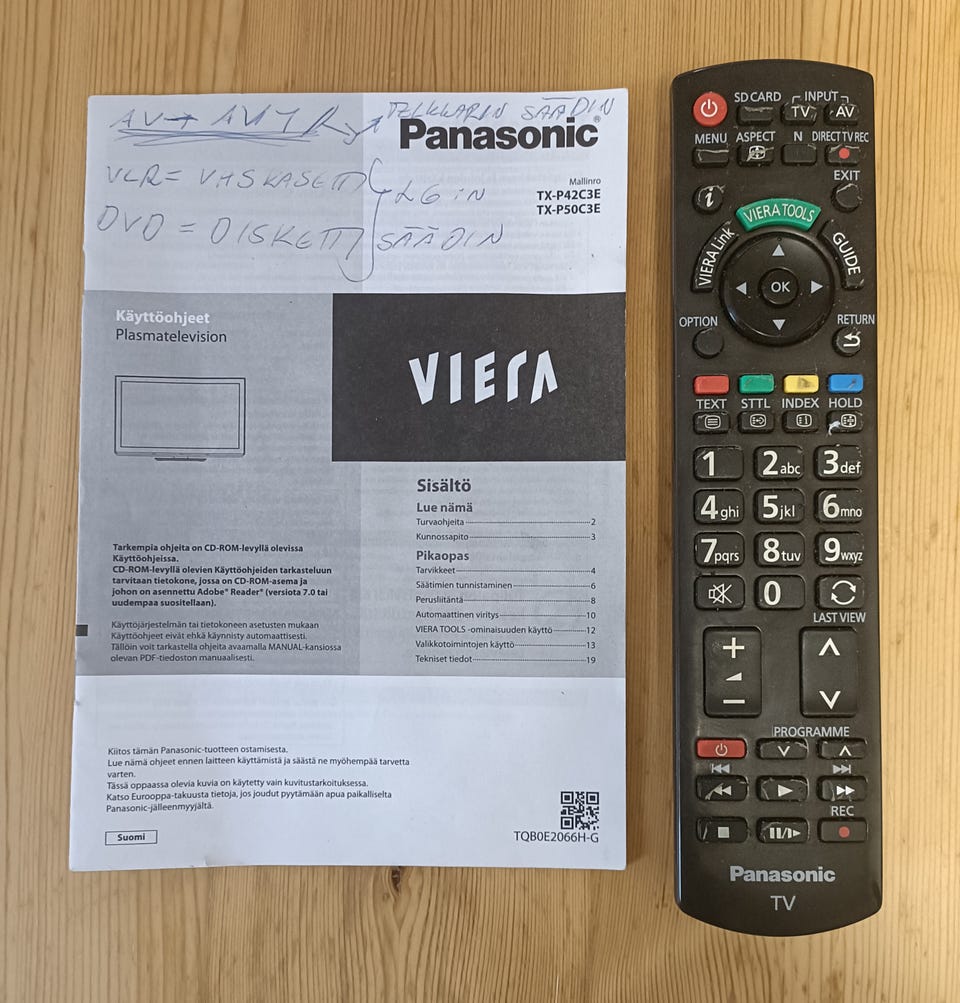 AV → AV1 → TELKKARIN SÄÄDIN
Panasonic®
VCR = VHS KASETTI
LG:N
DVD = DISKETTI
SÄÄDIN
Mallinro
TX-P42C3E
TX-P50C3E
Käyttöohjeet
Plasmatelevision
VIERA
Tarkempia ohjeita on CD-ROM-levyllä olevissa
Käyttöohjeissa.
CD-ROM-levyllä olevien Käyttöohjeiden tarkasteluun
tarvitaan tietokone, jossa on CD-ROM-asema ja
johon on asennettu Adobe® Reader® (versiota 7.0 tai
uudempaa suositellaan).
Käyttöjärjestelmän tai tietokoneen asetusten mukaan
Käyttöohjeet eivät ehkä käynnisty automaattisesti.
Tällöin voit tarkastella ohjeita avaamalla MANUAL-kansiossa
olevan PDF-tiedoston manuaalisesti.
Sisältö
Lue nämä
Turvaohjeita 2
Kunnossapito 3
Pikaopas
Tarvikkeet 4
Säätimien tunnistaminen 6
Perusliitäntä 8
Automaattinen viritys 10
VIERA TOOLS -ominaisuuden käyttö 12
Valikkotoimintojen käyttö 13
Tekniset tiedot 19
Kiitos tämän Panasonic-tuotteen ostamisesta.
Lue nämä ohjeet ennen laitteen käyttämistä ja säästä ne myöhempää tarvetta
varten.
Tässä oppaassa olevia kuvia on käytetty vain kuvitustarkoituksessa.
Katso Eurooppa-takuusta tietoja, jos joudut pyytämään apua paikalliselta
Panasonic-jälleenmyyjältä.
Suomi
TQB0E2066H-G
SD CARD INPUT
TV AV
MENU ASPECT N DIRECT TV REC
EXIT
i
VIERA TOOLS
VIERA Link
GUIDE
OK
OPTION RETURN
TEXT STTL INDEX HOLD
1 2abc 3def
4ghi 5jkl 6mno
7pqrs 8tuv 9wxyz
0
LAST VIEW
+
−
PROGRAMME
REC
Panasonic
TV